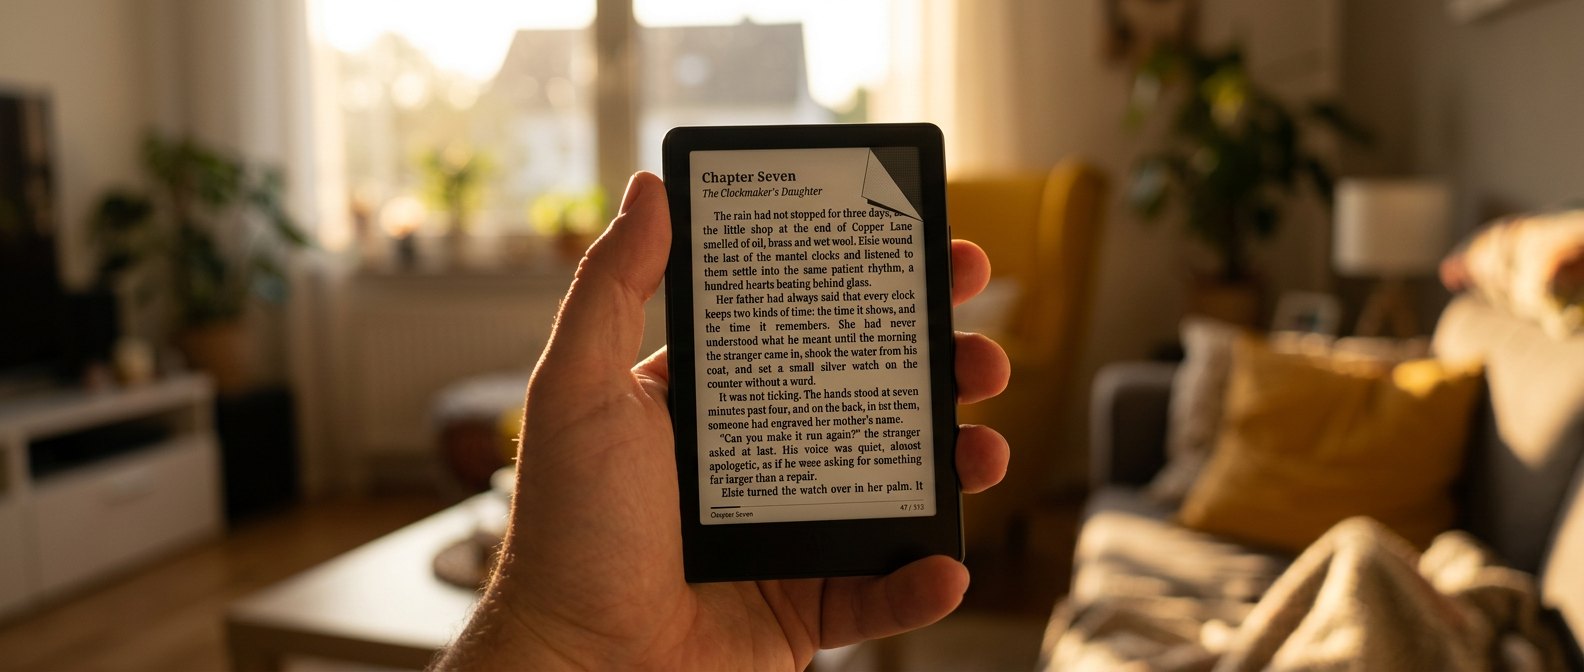 Chapter Seven
The Clockmaker's Daughter
The rain had not stopped for three days,
the little shop at the end of Copper Lane
smelled of oil, brass and wet wool. Elsie wound
the last of the mantel clocks and listened to
them settle into the same patient rhythm, a
hundred hearts beating behind glass.
Her father had always said that every clock
keeps two kinds of time: the time it shows, and
the time it remembers. She had never
understood what he meant until the morning
the stranger came in, shook the water from his
coat, and set a small silver watch on the
counter without a wurd.
It was not ticking. The hands stood at seven
minutes past four, and on the back, in tst them,
someone had engraved her mother's name.
"Can you make it run again?" the stranger
asked at last. His voice was quiet, almost
apologetic, as if he were asking for something
far larger than a repair.
Elsie turned the watch over in her palm. It
Seven
47 / 313